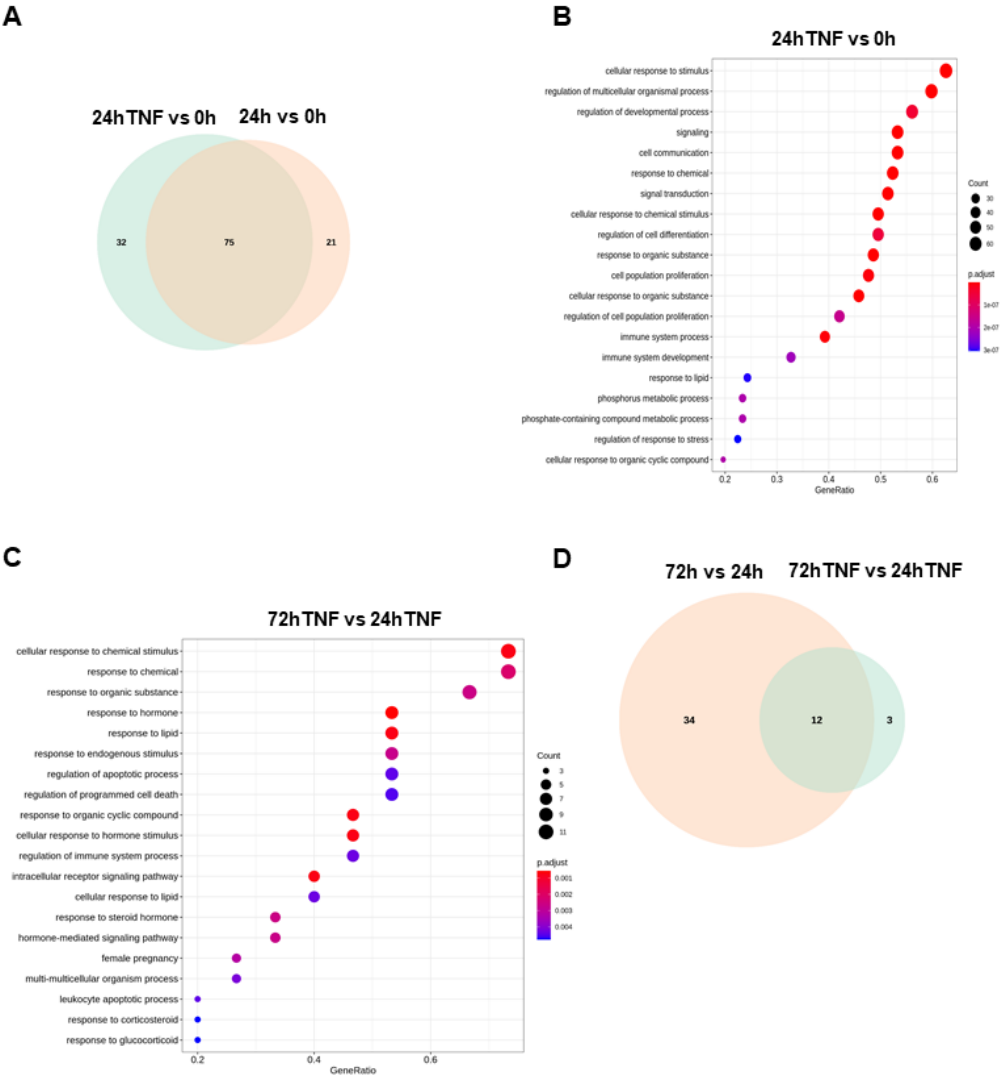 A
24hTNF vs 0h
24h vs 0h
32
75
21
B
24hTNF vs 0h
cellular response to stimulus
regulation of multicellular organismal process
regulation of developmental process
signaling
cell communication
response to chemical
signal transduction
cellular response to chemical stimulus
regulation of cell differentiation
response to organic substance
cell population proliferation
cellular response to organic substance
regulation of cell population proliferation
immune system process
immune system development
response to lipid
phosphorus metabolic process
phosphate-containing compound metabolic process
regulation of response to stress
cellular response to organic cyclic compound
0.2
0.3
0.4
0.5
0.6
GeneRatio
Count
30
40
50
60
p.adjust
1e-07
2e-07
3e-07
C
72hTNF vs 24hTNF
cellular response to chemical stimulus
response to chemical
response to organic substance
response to hormone
response to lipid
response to endogenous stimulus
regulation of apoptotic process
regulation of programmed cell death
response to organic cyclic compound
cellular response to hormone stimulus
regulation of immune system process
intracellular receptor signaling pathway
cellular response to lipid
response to steroid hormone
hormone-mediated signaling pathway
female pregnancy
multi-multicellular organism process
leukocyte apoptotic process
response to corticosteroid
response to glucocorticoid
0.2
0.4
0.6
GeneRatio
Count
3
5
7
9
11
p.adjust
0.001
0.002
0.003
0.004
D
72h vs 24h
72hTNF vs 24hTNF
34
12
3